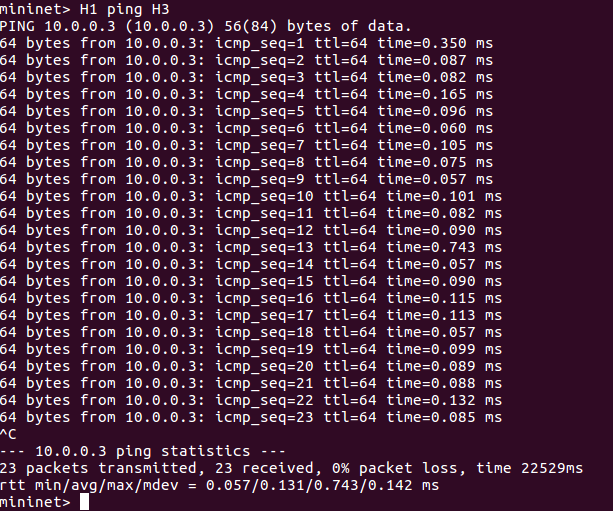 mininet> H1 ping H3
PING 10.0.0.3 (10.0.0.3) 56(84) bytes of data.
64 bytes from 10.0.0.3: icmp_seq=1 ttl=64 time=0.350 ms
64 bytes from 10.0.0.3: icmp_seq=2 ttl=64 time=0.087 ms
64 bytes from 10.0.0.3: icmp_seq=3 ttl=64 time=0.082 ms
64 bytes from 10.0.0.3: icmp_seq=4 ttl=64 time=0.165 ms
64 bytes from 10.0.0.3: icmp_seq=5 ttl=64 time=0.096 ms
64 bytes from 10.0.0.3: icmp_seq=6 ttl=64 time=0.060 ms
64 bytes from 10.0.0.3: icmp_seq=7 ttl=64 time=0.105 ms
64 bytes from 10.0.0.3: icmp_seq=8 ttl=64 time=0.075 ms
64 bytes from 10.0.0.3: icmp_seq=9 ttl=64 time=0.057 ms
64 bytes from 10.0.0.3: icmp_seq=10 ttl=64 time=0.101 ms
64 bytes from 10.0.0.3: icmp_seq=11 ttl=64 time=0.082 ms
64 bytes from 10.0.0.3: icmp_seq=12 ttl=64 time=0.090 ms
64 bytes from 10.0.0.3: icmp_seq=13 ttl=64 time=0.743 ms
64 bytes from 10.0.0.3: icmp_seq=14 ttl=64 time=0.057 ms
64 bytes from 10.0.0.3: icmp_seq=15 ttl=64 time=0.090 ms
64 bytes from 10.0.0.3: icmp_seq=16 ttl=64 time=0.115 ms
64 bytes from 10.0.0.3: icmp_seq=17 ttl=64 time=0.113 ms
64 bytes from 10.0.0.3: icmp_seq=18 ttl=64 time=0.057 ms
64 bytes from 10.0.0.3: icmp_seq=19 ttl=64 time=0.099 ms
64 bytes from 10.0.0.3: icmp_seq=20 ttl=64 time=0.089 ms
64 bytes from 10.0.0.3: icmp_seq=21 ttl=64 time=0.088 ms
64 bytes from 10.0.0.3: icmp_seq=22 ttl=64 time=0.132 ms
64 bytes from 10.0.0.3: icmp_seq=23 ttl=64 time=0.085 ms
^C
--- 10.0.0.3 ping statistics ---
23 packets transmitted, 23 received, 0% packet loss, time 22529ms
rtt min/avg/max/mdev = 0.057/0.131/0.743/0.142 ms
mininet>